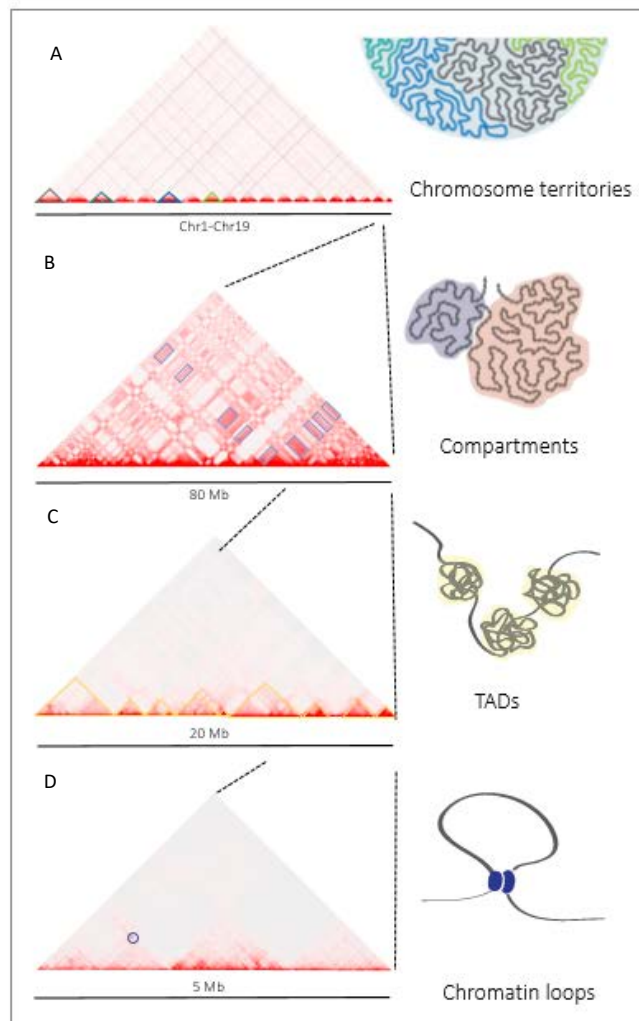 A
Chromosome territories
Chr1-Chr19
B
Compartments
80 Mb
C
TADs
20 Mb
D
Chromatin loops
5 Mb